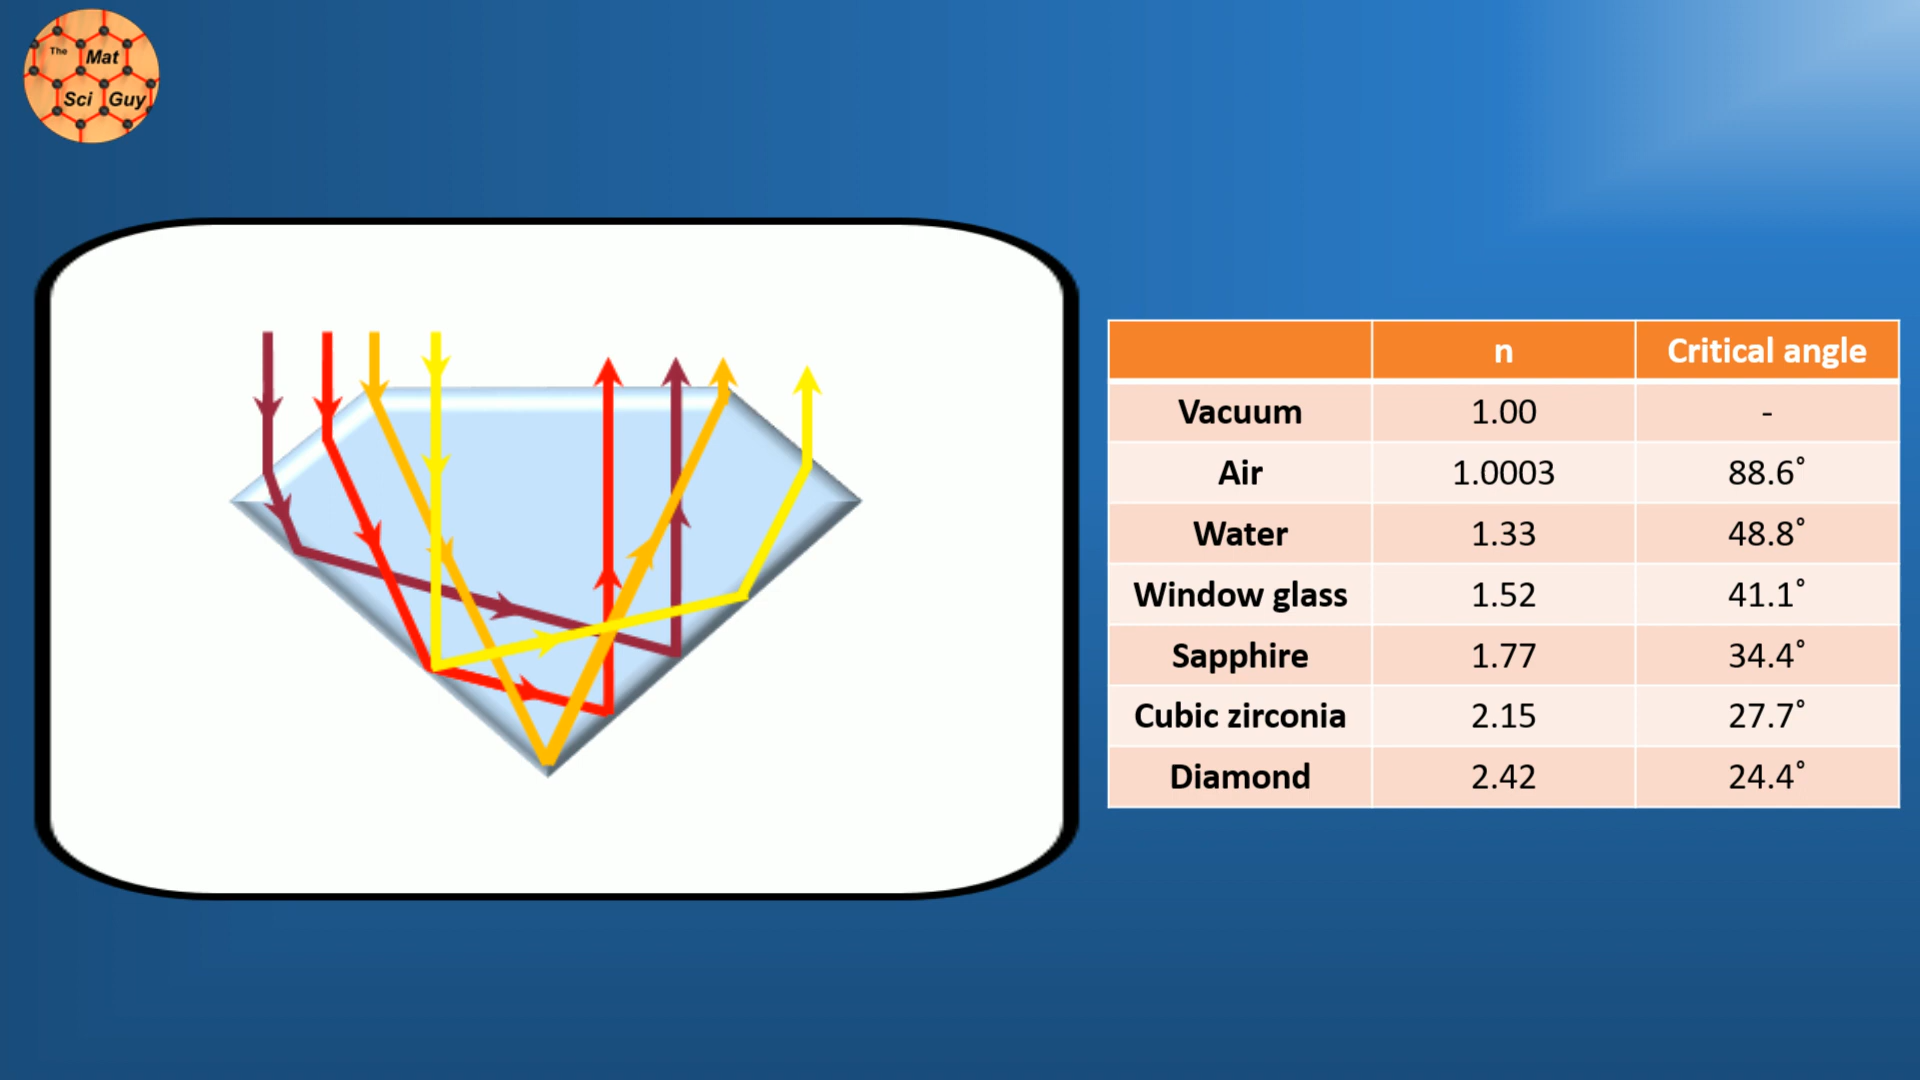 The
Mat
Sci Guy
n Critical angle
Vacuum 1.00 -
Air 1.0003 88.6˚
Water 1.33 48.8˚
Window glass 1.52 41.1˚
Sapphire 1.77 34.4˚
Cubic zirconia 2.15 27.7˚
Diamond 2.42 24.4˚